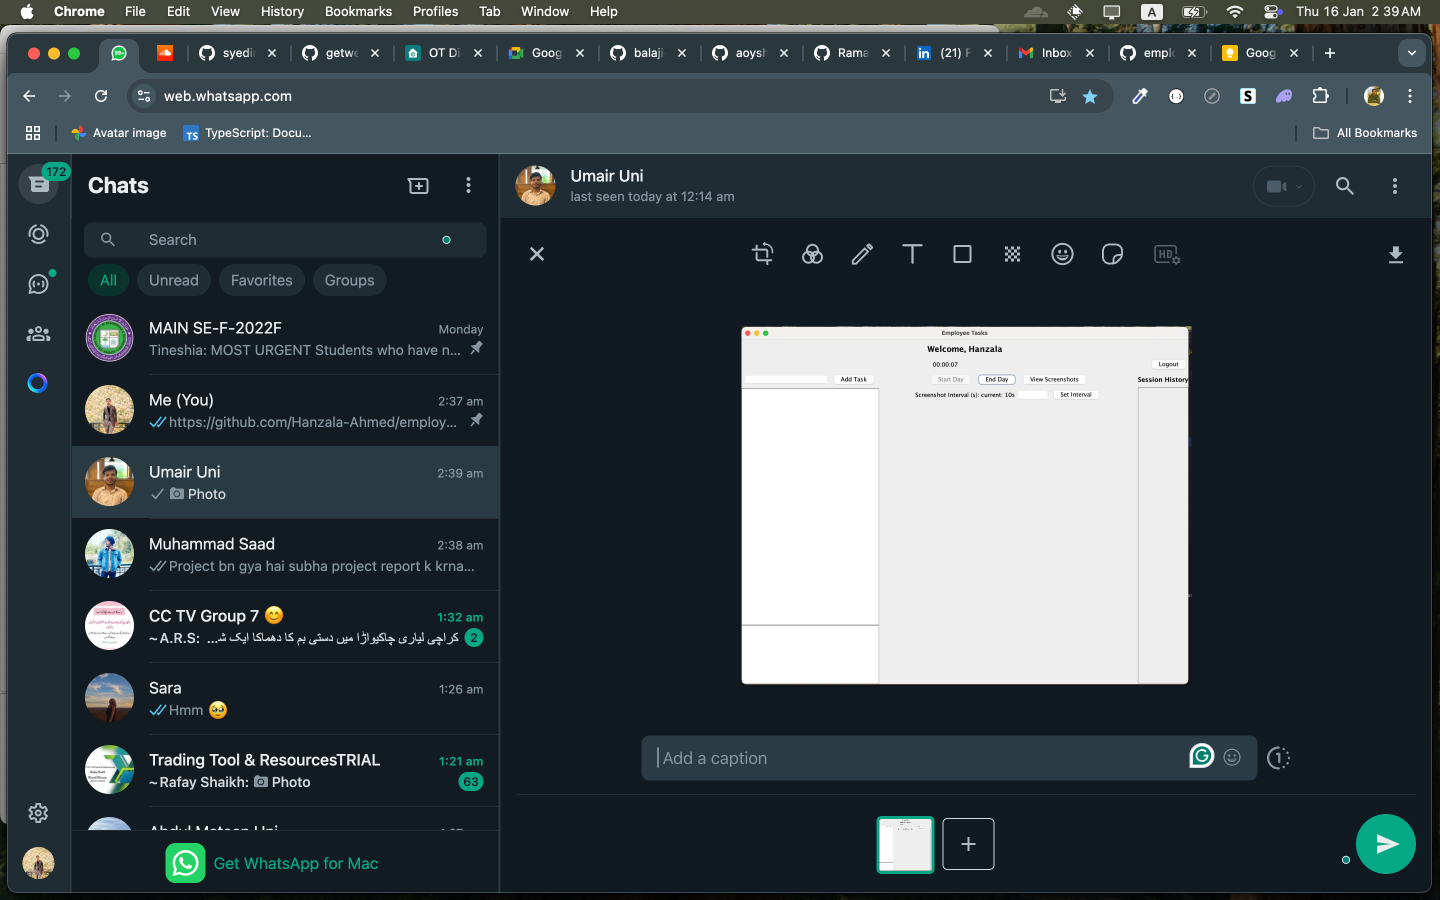 Chrome File Edit View History Bookmarks Profiles Tab Window Help
A Thu 16 Jan 2 39 AM
99+
syedir
getwe
OT Di
Goog
balaji
aoysh
Rama
(21) F
Inbox
empl
Goog
web.whatsapp.com
Avatar image
TypeScript: Docu...
All Bookmarks
172
Chats
Search
All Unread Favorites Groups
MAIN SE-F-2022F Monday
Tineshia: MOST URGENT Students who have n...
Me (You) 2:37 am
https://github.com/Hanzala-Ahmed/employ...
Umair Uni 2:39 am
Photo
Muhammad Saad 2:38 am
Project bn gya hai subha project report k krna...
CC TV Group 7 😊 1:32 am
~ A.R.S: کراچی لیاری چاکیواڑا میں دستی بم کا دھماکا ایک شہ... 2
Sara 1:26 am
Hmm 🥹
Trading Tool & ResourcesTRIAL 1:21 am
~ Rafay Shaikh: Photo 63
Get WhatsApp for Mac
Umair Uni
last seen today at 12:14 am
HD
Employee Tasks
Welcome, Hanzala
00:00:07
Logout
Add Task
Start Day End Day View Screenshots
Session History
Screenshot Interval (s): current: 10s Set Interval
Add a caption